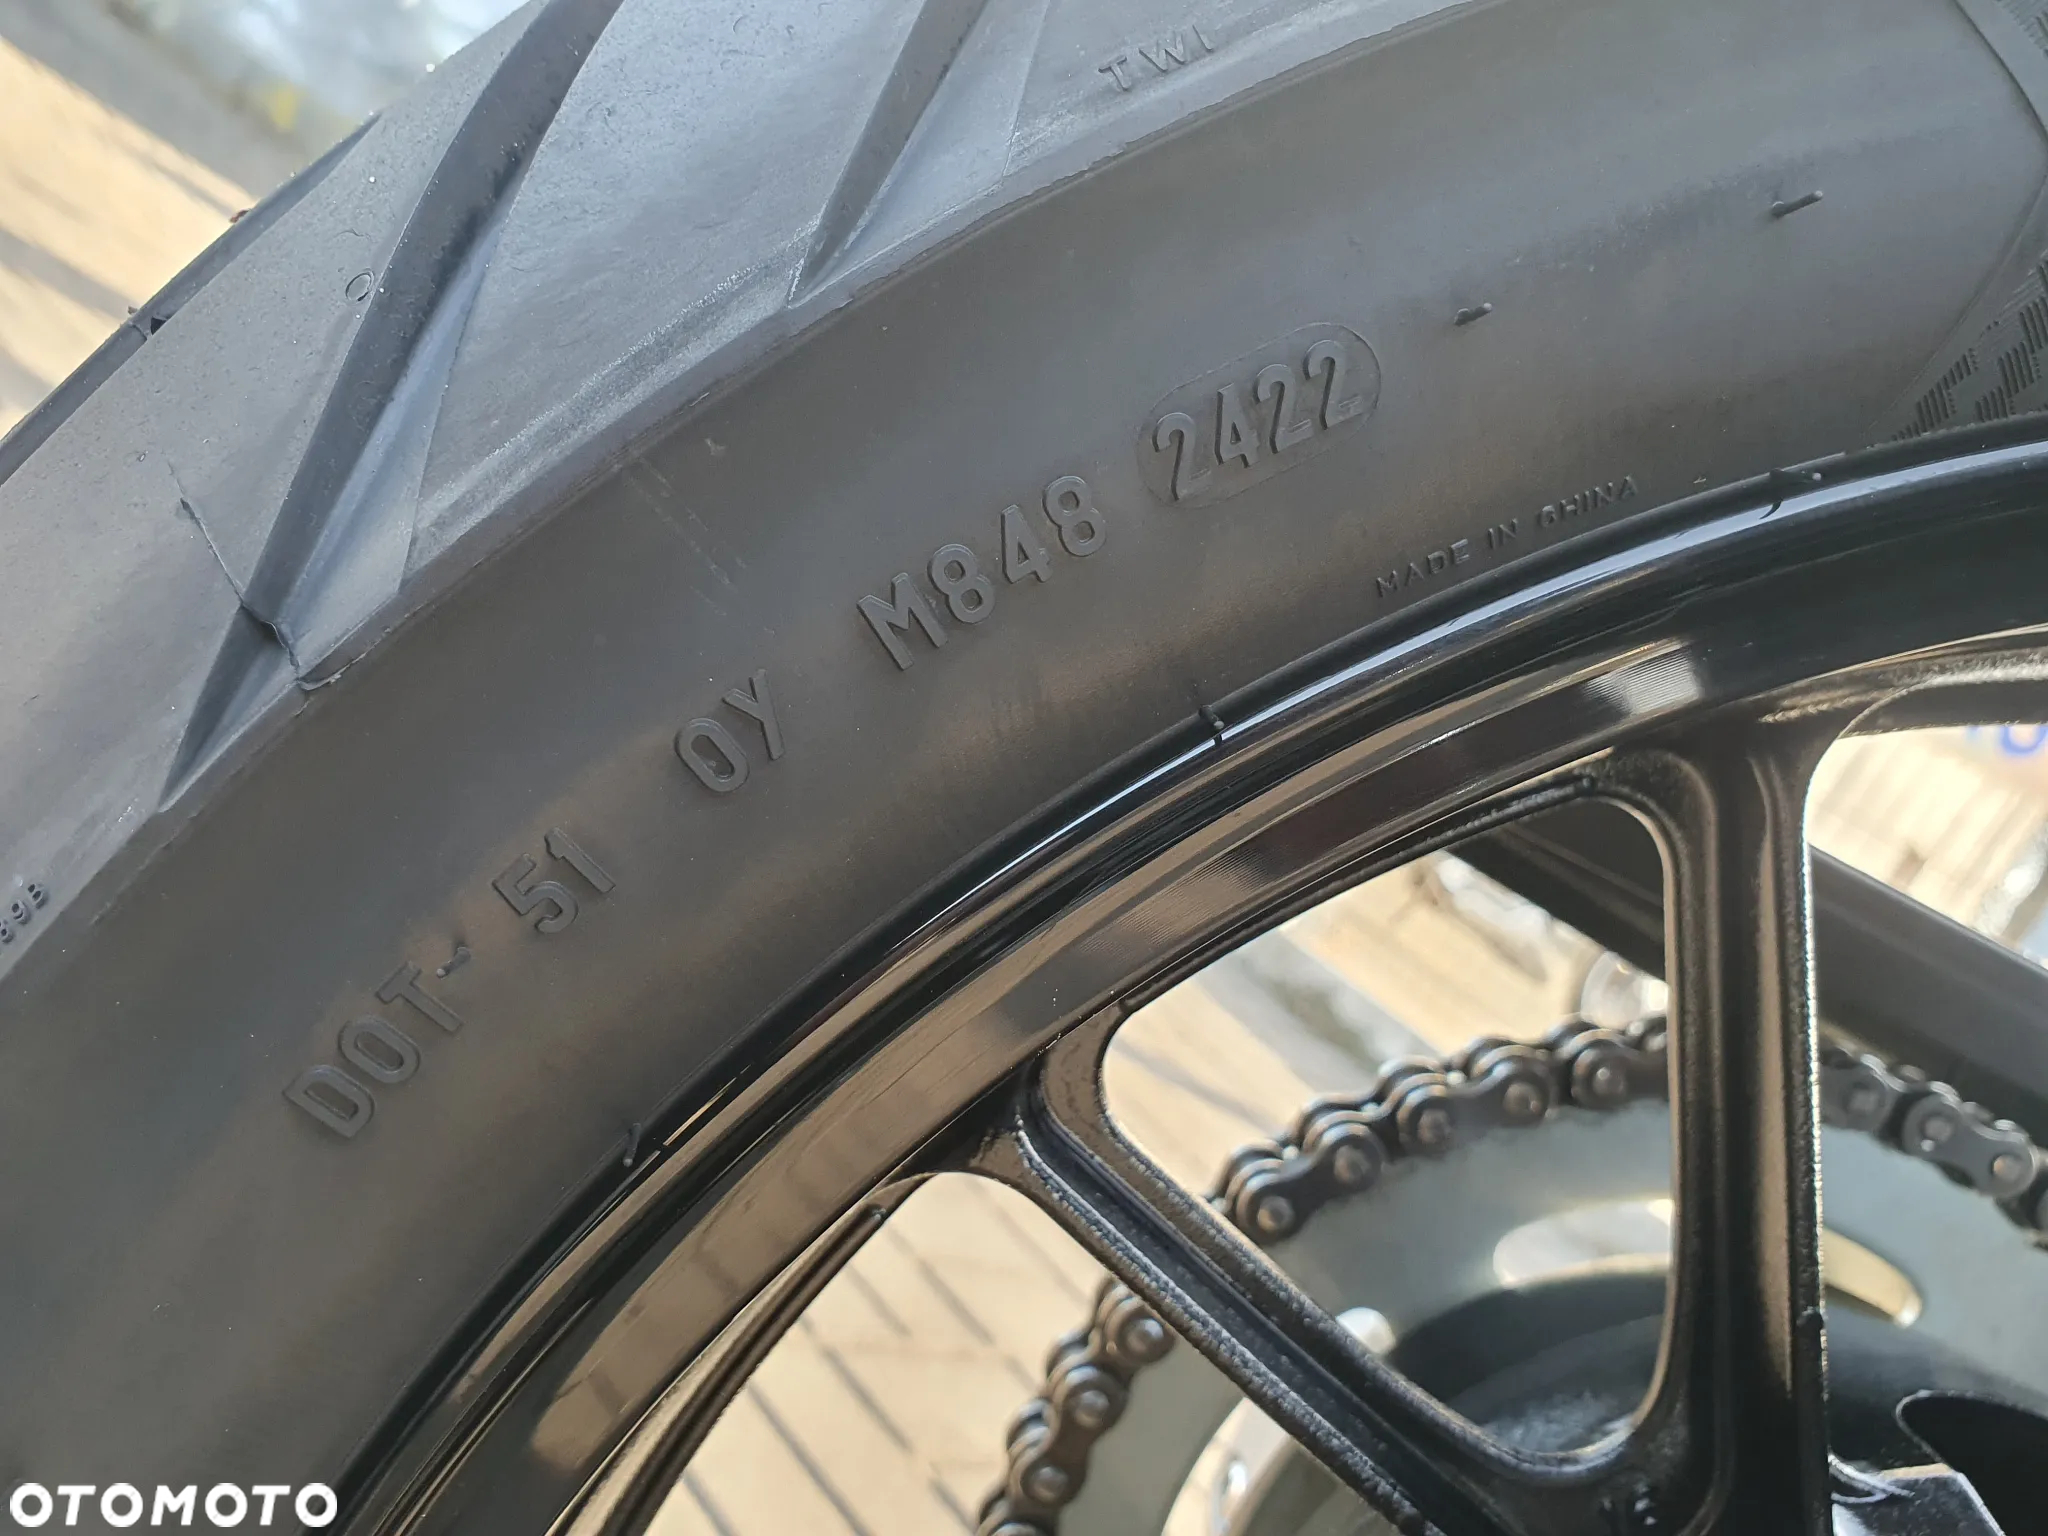 TWI
DOT- 51 0Y M848 2422
MADE IN CHINA
OTOMOTO